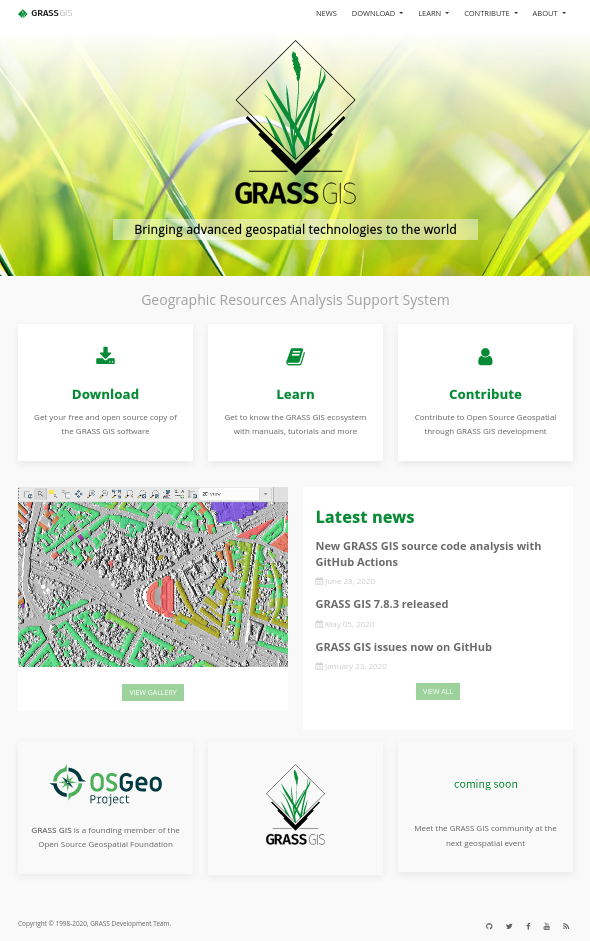 GRASSGIS
NEWS
DOWNLOAD
LEARN
CONTRIBUTE
ABOUT
GRASS GIS
Bringing advanced geospatial technologies to the world
Geographic Resources Analysis Support System
Download
Get your free and open source copy of
the GRASS GIS software
Learn
Get to know the GRASS GIS ecosystem
with manuals, tutorials and more
Contribute
Contribute to Open Source Geospatial
through GRASS GIS development
2D view
VIEW GALLERY
Latest news
New GRASS GIS source code analysis with
GitHub Actions
June 28, 2020
GRASS GIS 7.8.3 released
May 05, 2020
GRASS GIS issues now on GitHub
January 23, 2020
VIEW ALL
OSGeo
Project
GRASS GIS is a founding member of the
Open Source Geospatial Foundation
GRASS GIS
coming soon
Meet the GRASS GIS community at the
next geospatial event
Copyright © 1998-2020, GRASS Development Team.